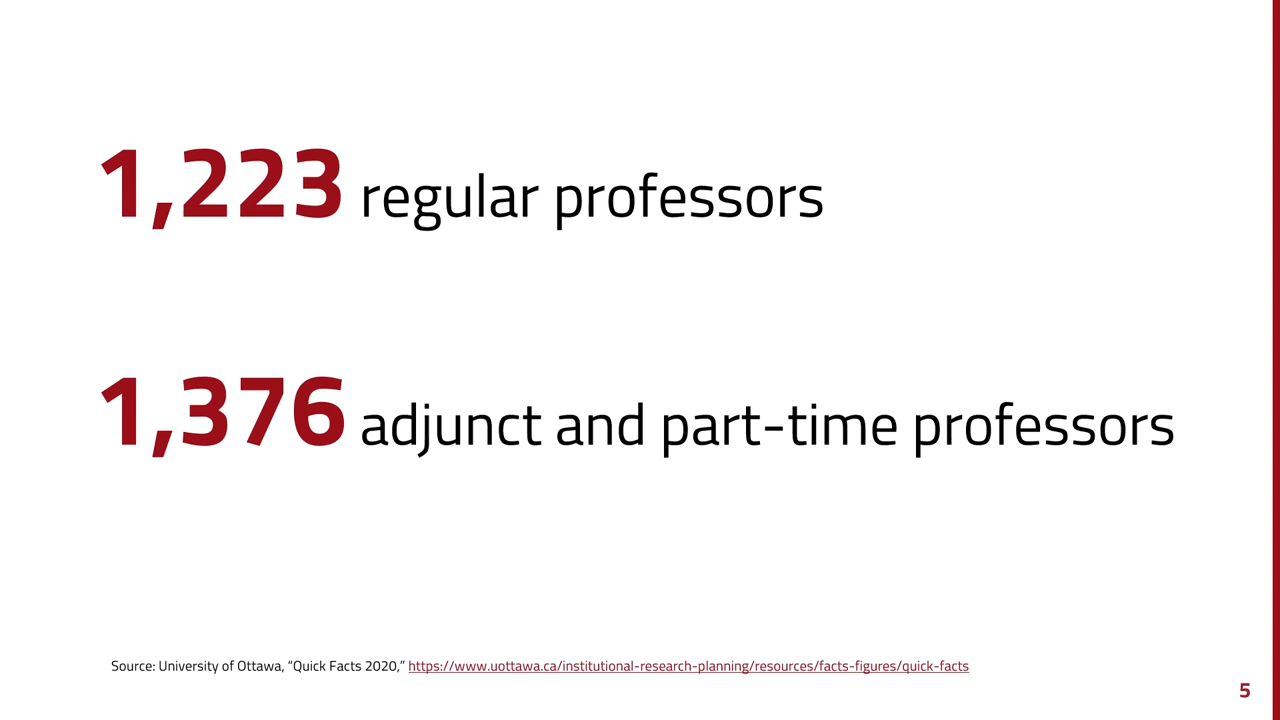 1,223 regular professors
1,376 adjunct and part-time professors
Source: University of Ottawa, “Quick Facts 2020,” https://www.uottawa.ca/institutional-research-planning/resources/facts-figures/quick-facts
5